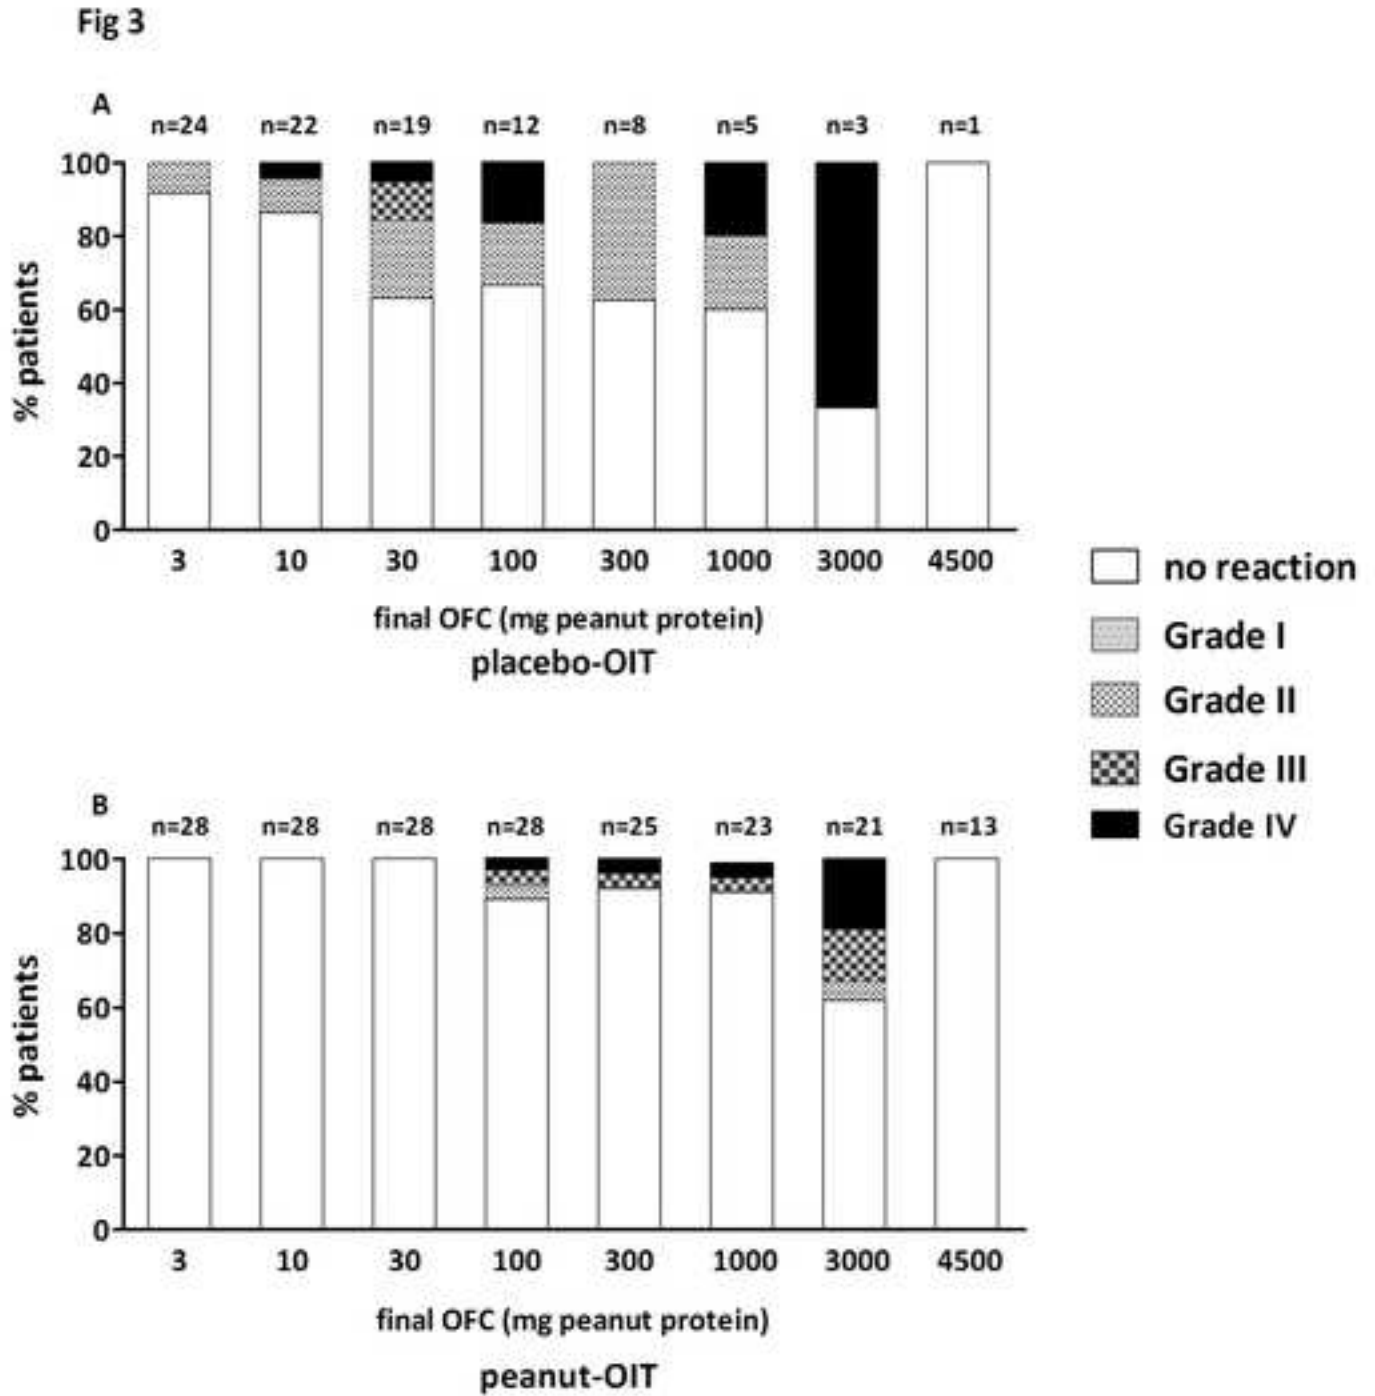 Fig 3
A
n=24 n=22 n=19 n=12 n=8 n=5 n=3 n=1
100
80
60
40
20
0
% patients
3 10 30 100 300 1000 3000 4500
final OFC (mg peanut protein)
placebo-OIT
no reaction
Grade I
Grade II
Grade III
Grade IV
B
n=28 n=28 n=28 n=28 n=25 n=23 n=21 n=13
100
80
60
40
20
0
% patients
3 10 30 100 300 1000 3000 4500
final OFC (mg peanut protein)
peanut-OIT